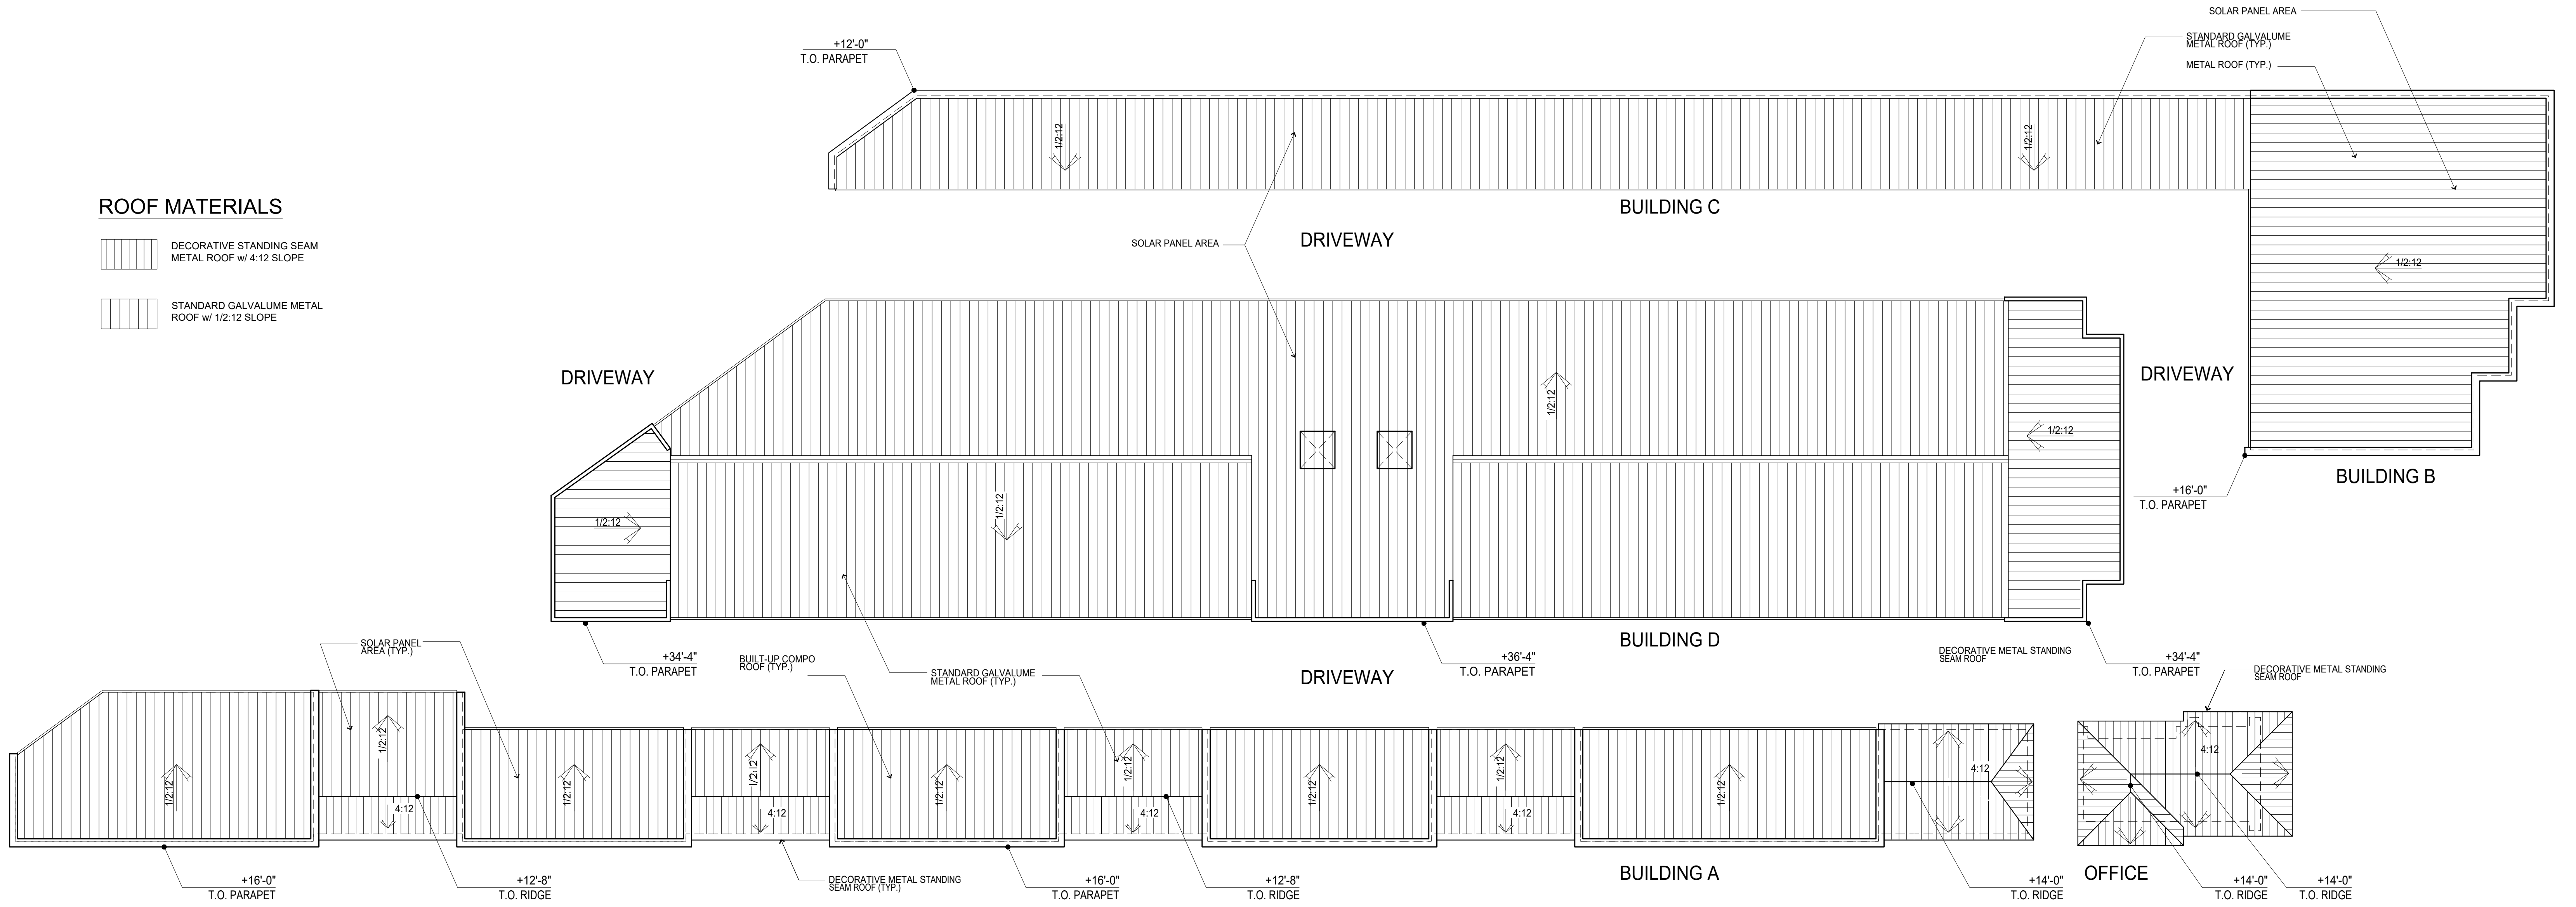 SOLAR PANEL AREA
STANDARD GALVALUME
METAL ROOF (TYP.)
METAL ROOF (TYP.)
+12'-0"
T.O. PARAPET
1/2:12
1/2:12
ROOF MATERIALS
DECORATIVE STANDING SEAM
METAL ROOF w/ 4:12 SLOPE
STANDARD GALVALUME METAL
ROOF w/ 1/2:12 SLOPE
BUILDING C
SOLAR PANEL AREA
DRIVEWAY
1/2:12
DRIVEWAY
DRIVEWAY
1/2:12
1/2:12
BUILDING B
+16'-0"
T.O. PARAPET
1/2:12
1/2:12
BUILDING D
SOLAR PANEL
AREA (TYP.)
+34'-4"
T.O. PARAPET
BUILT-UP COMPO
ROOF (TYP.)
STANDARD GALVALUME
METAL ROOF (TYP.)
DRIVEWAY
+36'-4"
T.O. PARAPET
DECORATIVE METAL STANDING
SEAM ROOF
+34'-4"
T.O. PARAPET
DECORATIVE METAL STANDING
SEAM ROOF
1/2:12
1/2:12
1/2:12
1/2:12
1/2:12
1/2:12
1/2:12
1/2:12
1/2:12
4:12
4:12
4:12
4:12
4:12
4:12
+16'-0"
T.O. PARAPET
+12'-8"
T.O. RIDGE
DECORATIVE METAL STANDING
SEAM ROOF (TYP.)
+16'-0"
T.O. PARAPET
+12'-8"
T.O. RIDGE
BUILDING A
+14'-0"
T.O. RIDGE
OFFICE
+14'-0"
T.O. RIDGE
+14'-0"
T.O. RIDGE